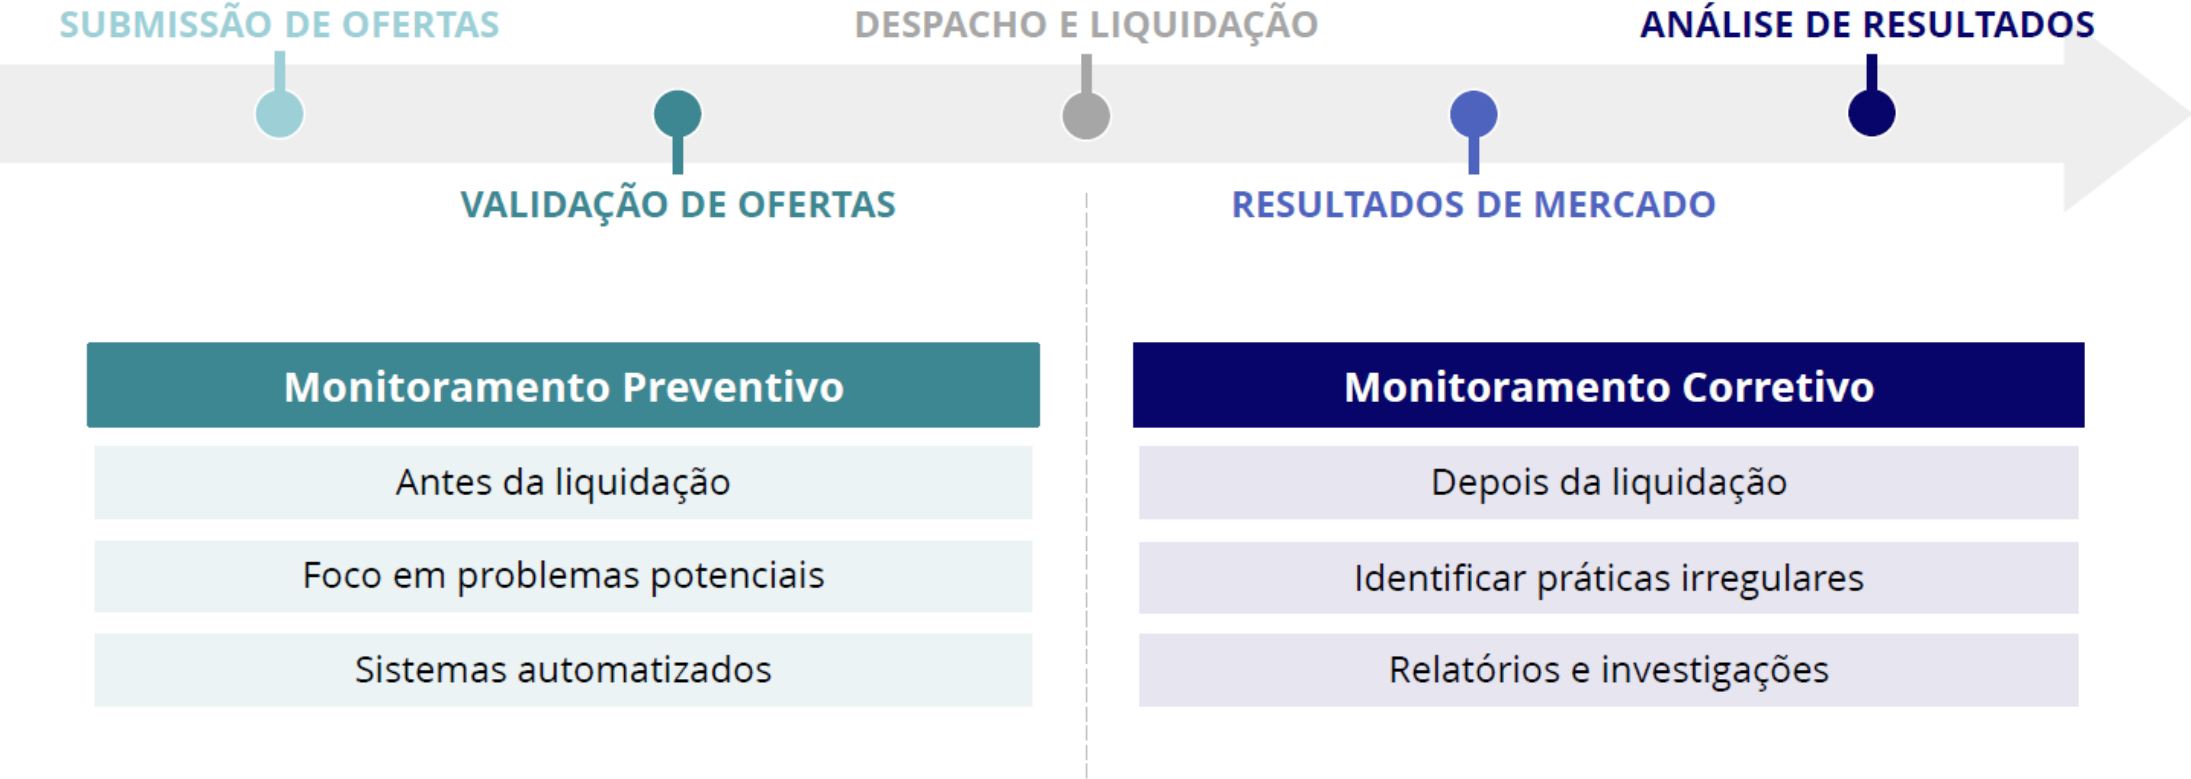 SUBMISSÃO DE OFERTAS
DESPACHO E LIQUIDAÇÃO
ANÁLISE DE RESULTADOS
VALIDAÇÃO DE OFERTAS
RESULTADOS DE MERCADO
Monitoramento Preventivo
Antes da liquidação
Foco em problemas potenciais
Sistemas automatizados
Monitoramento Corretivo
Depois da liquidação
Identificar práticas irregulares
Relatórios e investigações